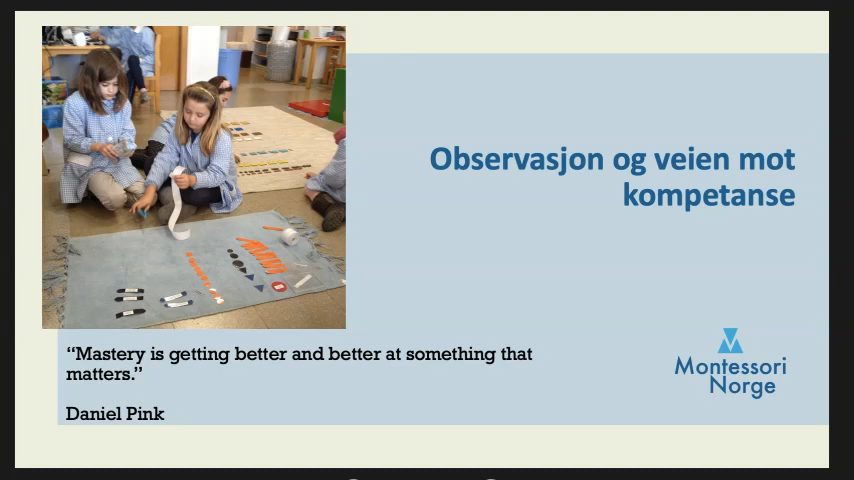 Observasjon og veien mot
kompetanse
“Mastery is getting better and better at something that
matters.”
Daniel Pink
Montessori
Norge